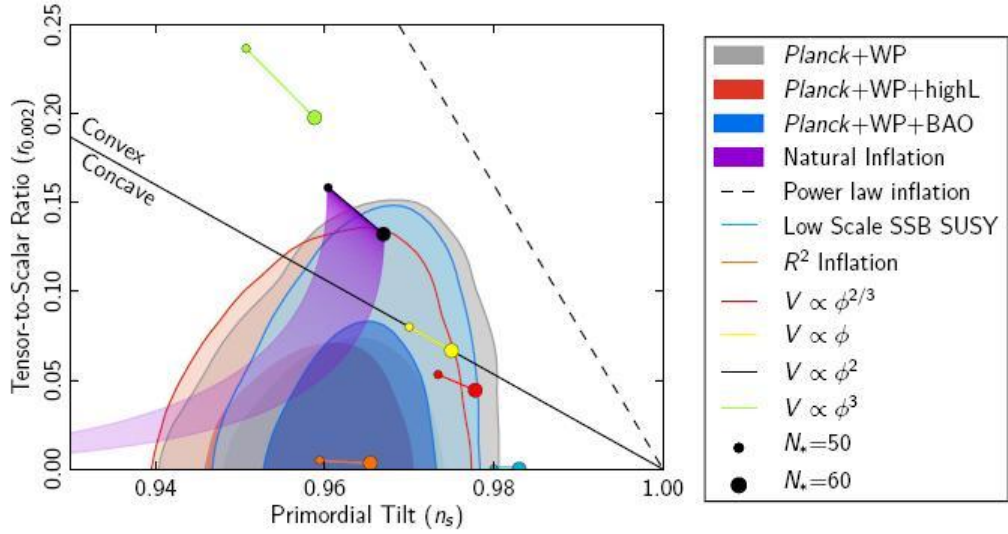 0.25
0.20
0.15
0.10
0.05
0.00
Tensor-to-Scalar Ratio (r₀.₀₀₂)
Convex
Concave
0.94
0.96
0.98
1.00
Primordial Tilt (nₛ)
Planck+WP
Planck+WP+highL
Planck+WP+BAO
Natural Inflation
Power law inflation
Low Scale SSB SUSY
R² Inflation
V ∝ ϕ²ᐟ³
V ∝ ϕ
V ∝ ϕ²
V ∝ ϕ³
N*=50
N*=60